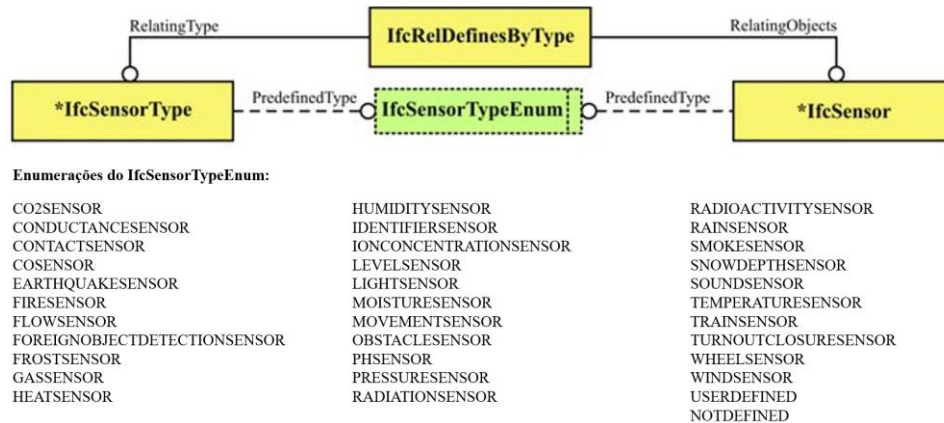 RelatingType
IfcRelDefinesByType
RelatingObjects
*IfcSensorType
PredefinedType
IfcSensorTypeEnum
PredefinedType
*IfcSensor
Enumerações do IfcSensorTypeEnum:
CO2SENSOR
CONDUCTANCESENSOR
CONTACTSENSOR
COSENSOR
EARTHQUAKESENSOR
FIRESENSOR
FLOWSENSOR
FOREIGNOBJECTDETECTIONSENSOR
FROSTSENSOR
GASSENSOR
HEATSENSOR
HUMIDITYSENSOR
IDENTIFIERSENSOR
IONCONCENTRATIONSENSOR
LEVELSENSOR
LIGHTSENSOR
MOISTURESENSOR
MOVEMENTSENSOR
OBSTACLESENSOR
PHSENSOR
PRESSURESENSOR
RADIATIONSENSOR
RADIOACTIVITYSENSOR
RAINSENSOR
SMOKESENSOR
SNOWDEPTHSENSOR
SOUNDSENSOR
TEMPERATURESENSOR
TRAINSENSOR
TURNOUTCLOSURESENSOR
WHEELSENSOR
WINDSENSOR
USERDEFINED
NOTDEFINED